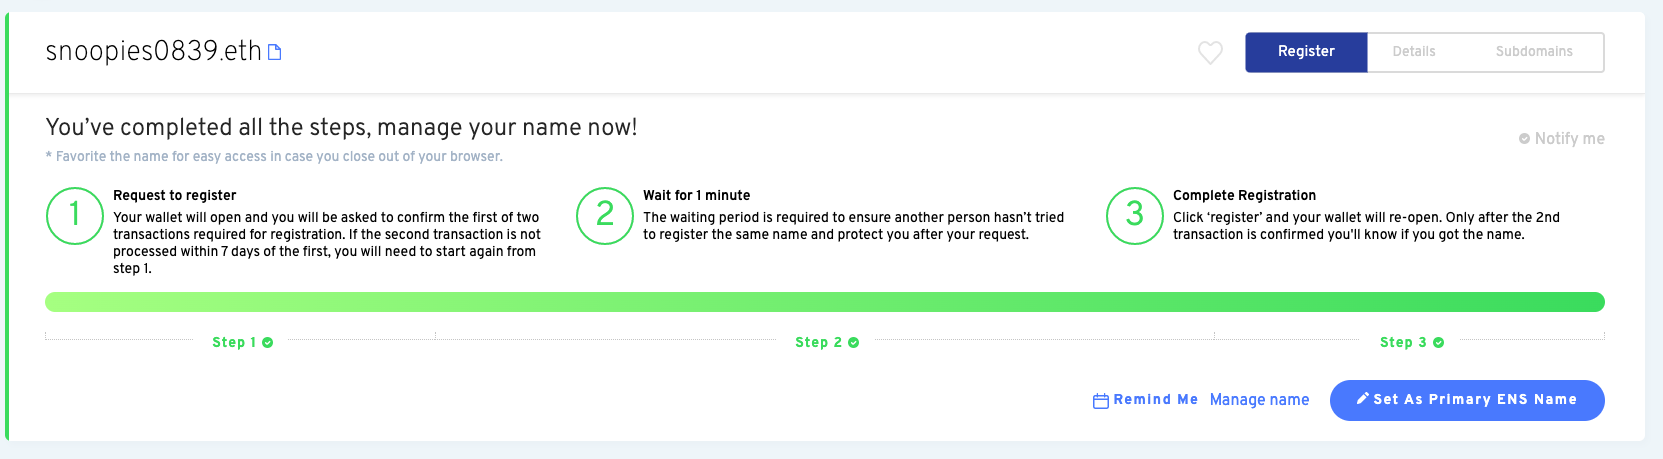 snoopies0839.eth
Register
Details
Subdomains
You’ve completed all the steps, manage your name now!
* Favorite the name for easy access in case you close out of your browser.
Notify me
1
Request to register
Your wallet will open and you will be asked to confirm the first of two
transactions required for registration. If the second transaction is not
processed within 7 days of the first, you will need to start again from
step 1.
2
Wait for 1 minute
The waiting period is required to ensure another person hasn’t tried
to register the same name and protect you after your request.
3
Complete Registration
Click ‘register’ and your wallet will re-open. Only after the 2nd
transaction is confirmed you'll know if you got the name.
Step 1
Step 2
Step 3
Remind Me
Manage name
Set As Primary ENS Name